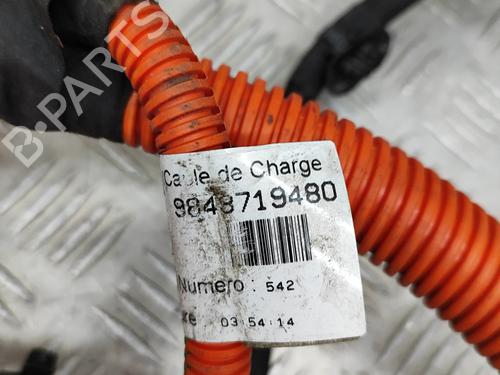 B-PARTS
Cable de Charge
9848719480
Numero : 542
03:54:14